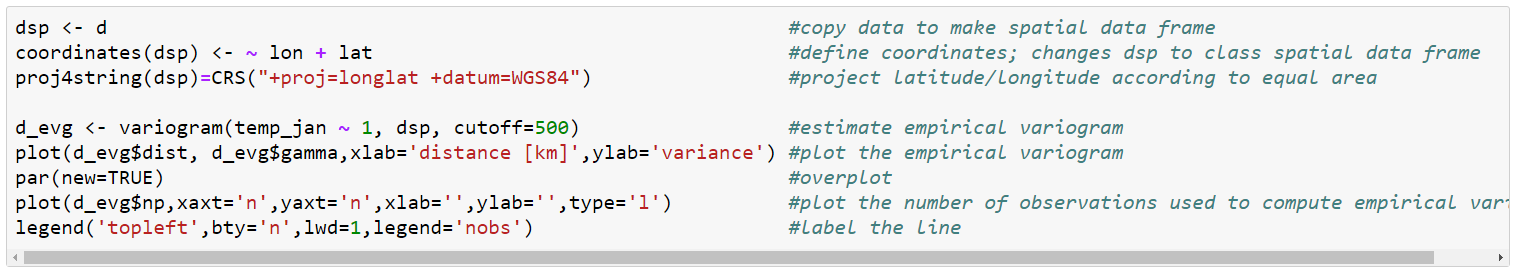 dsp <- d #copy data to make spatial data frame
coordinates(dsp) <- ~ lon + lat #define coordinates; changes dsp to class spatial data frame
proj4string(dsp)=CRS("+proj=longlat +datum=WGS84") #project latitude/longitude according to equal area
d_evg <- variogram(temp_jan ~ 1, dsp, cutoff=500) #estimate empirical variogram
plot(d_evg$dist, d_evg$gamma,xlab='distance [km]',ylab='variance') #plot the empirical variogram
par(new=TRUE) #overplot
plot(d_evg$np,xaxt='n',yaxt='n',xlab='',ylab='',type='l') #plot the number of observations used to compute empirical
legend('topleft',bty='n',lwd=1,legend='nobs') #label the line